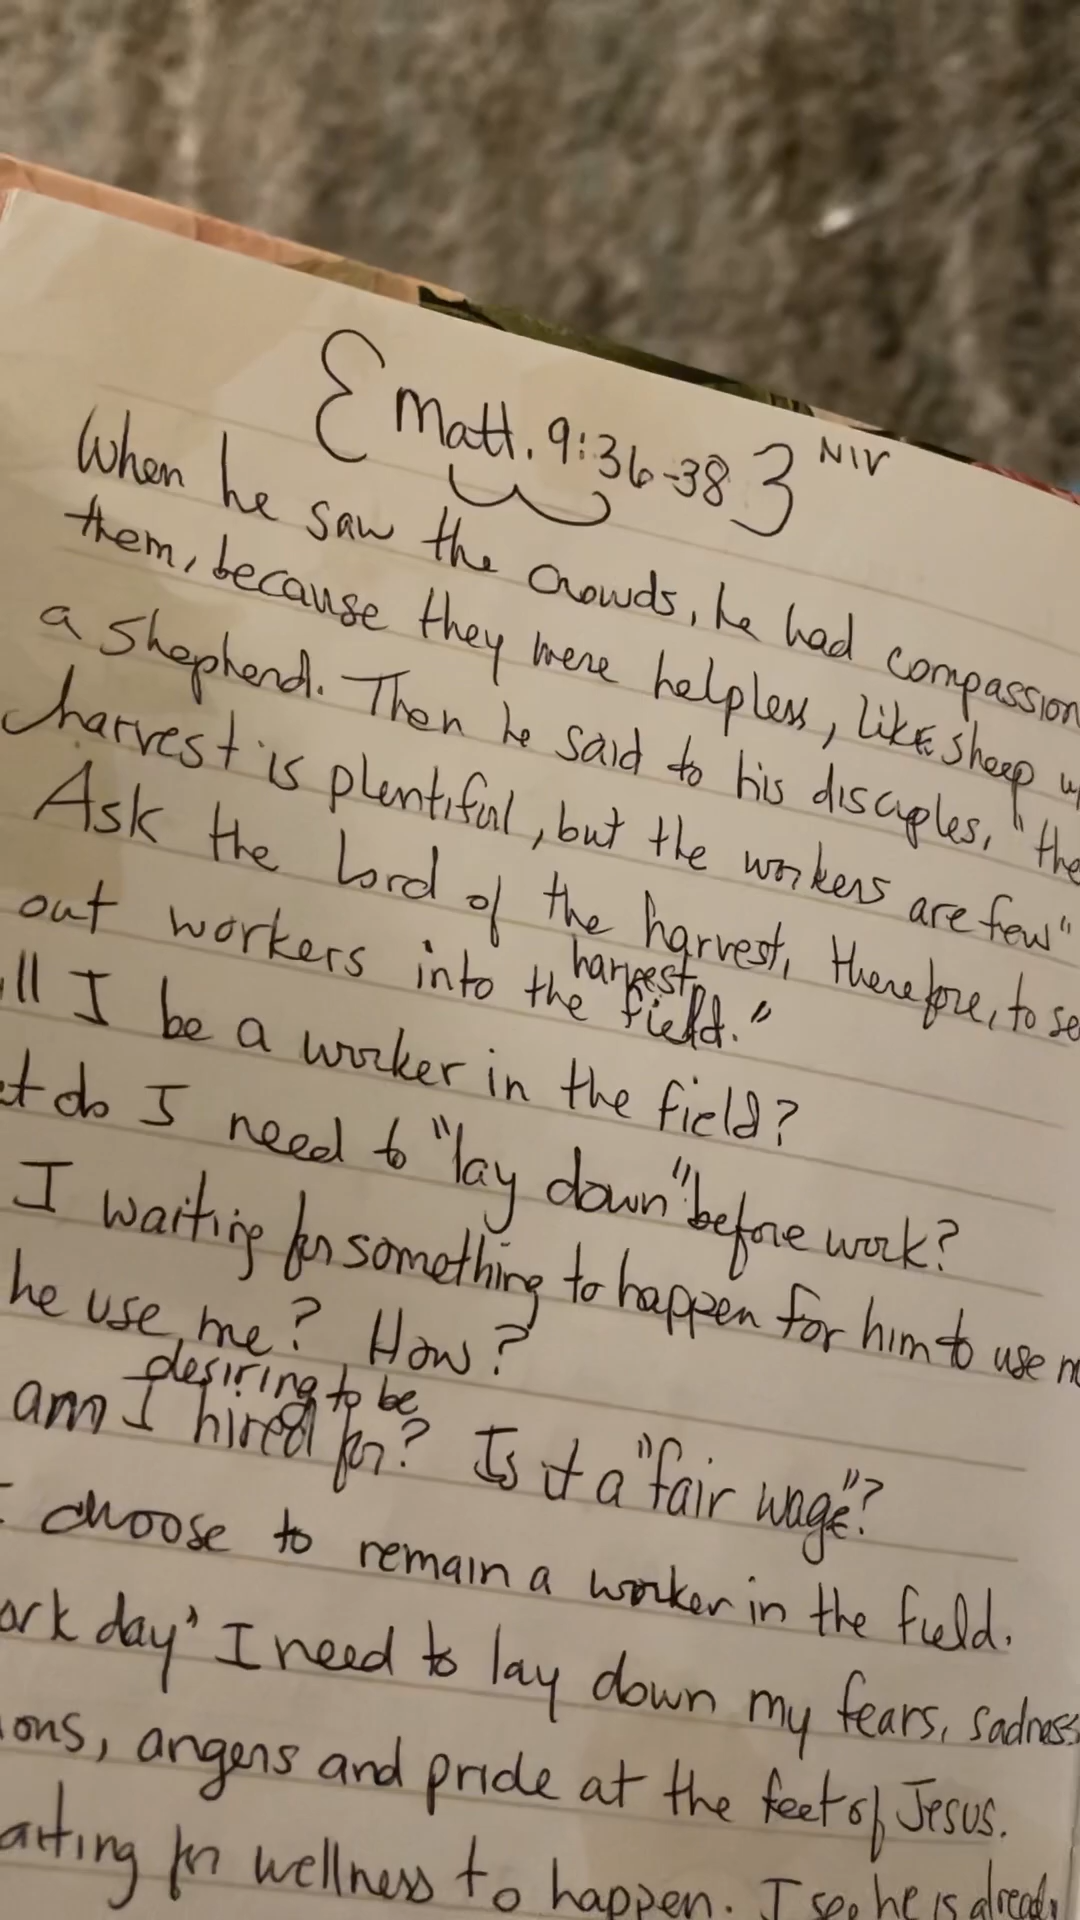 { Matt. 9:36-38 } NIV
When he saw the crowds, he had compassion
them, because they were helpless, like sheep
a shepherd. Then he said to his disciples, "the
harvest is plentiful, but the workers are few"
Ask the Lord of the harvest, therefore, to se
out workers into the harvest field."
ll I be a worker in the field?
t do I need to "lay down" before work?
I waiting for something to happen for him to use m
he use me? How?
am I desiring to be hired for? Is it a "fair wage"?
I choose to remain a worker in the field.
ork day' I need to lay down my fears, sadness
ions, angers and pride at the feet of Jesus.
aiting for wellness to happen. I see he is already